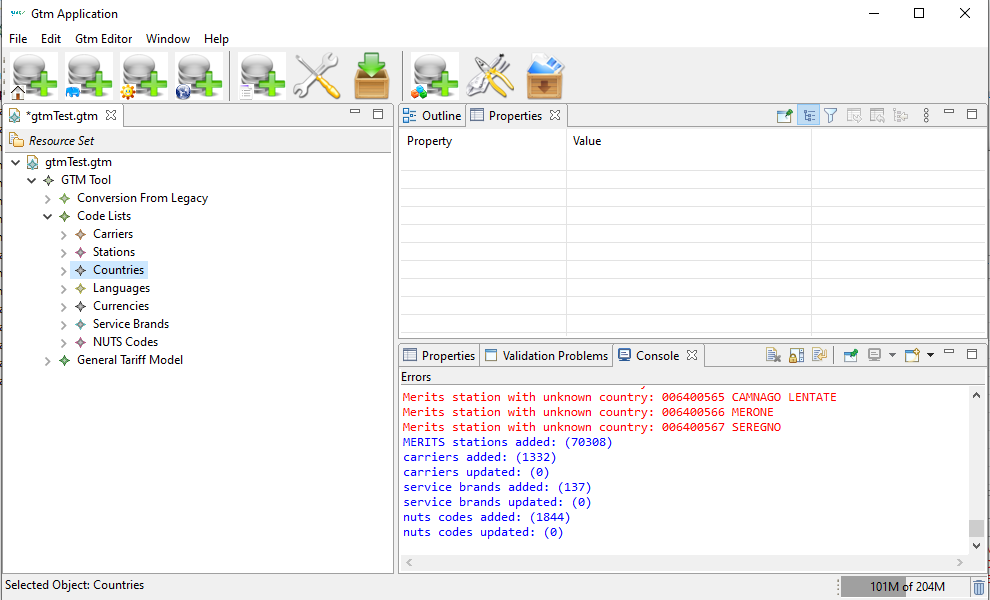 Gtm Application
File Edit Gtm Editor Window Help
*gtmTest.gtm
Resource Set
gtmTest.gtm
GTM Tool
Conversion From Legacy
Code Lists
Carriers
Stations
Countries
Languages
Currencies
Service Brands
NUTS Codes
General Tariff Model
Outline Properties
Property Value
Properties Validation Problems Console
Errors
Merits station with unknown country: 006400565 CAMNAGO LENTATE
Merits station with unknown country: 006400566 MERONE
Merits station with unknown country: 006400567 SEREGNO
MERITS stations added: (70308)
carriers added: (1332)
carriers updated: (0)
service brands added: (137)
service brands updated: (0)
nuts codes added: (1844)
nuts codes updated: (0)
Selected Object: Countries
101M of 204M